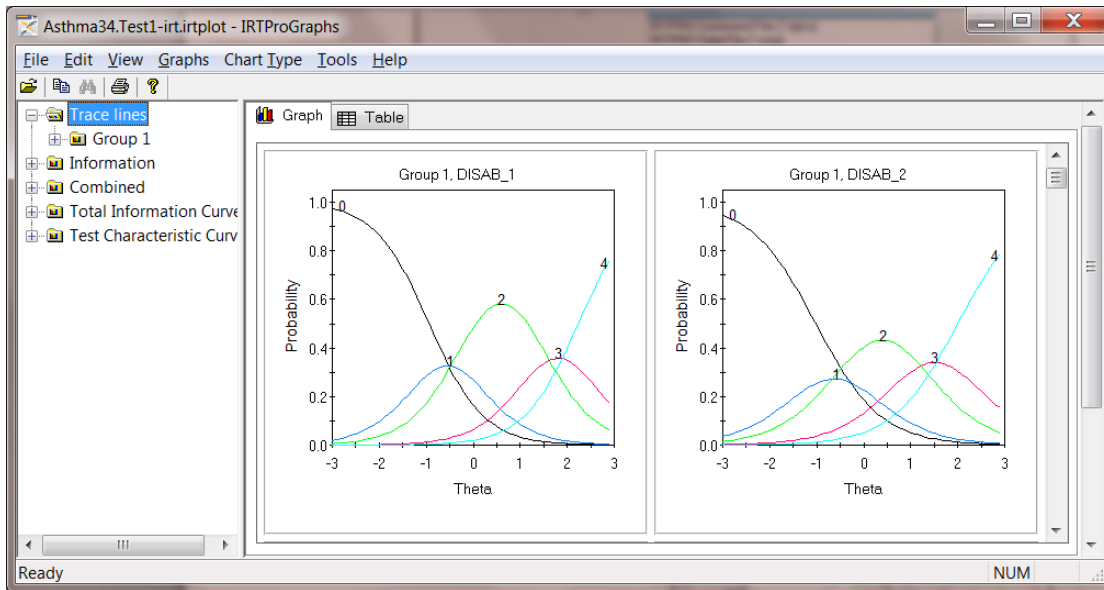 Asthma34.Test1-irt.irtplot - IRTProGraphs
File Edit View Graphs Chart Type Tools Help
Trace lines
Group 1
Information
Combined
Total Information Curve
Test Characteristic Curv
Graph Table
Group 1, DISAB_1
Probability
1.0
0.8
0.6
0.4
0.2
0.0
0
1
2
3
4
-3 -2 -1 0 1 2 3
Theta
Group 1, DISAB_2
Probability
1.0
0.8
0.6
0.4
0.2
0.0
0
1
2
3
4
-3 -2 -1 0 1 2 3
Theta
Ready NUM